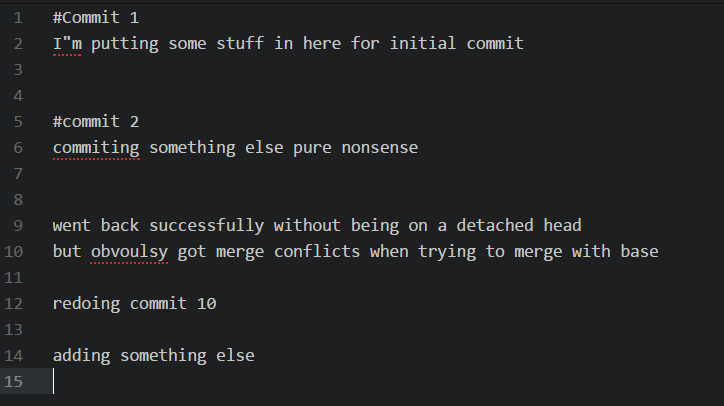 1 #Commit 1
2 I"m putting some stuff in here for initial commit
3
4
5 #commit 2
6 commiting something else pure nonsense
7
8
9 went back successfully without being on a detached head
10 but obvoulsy got merge conflicts when trying to merge with base
11
12 redoing commit 10
13
14 adding something else
15